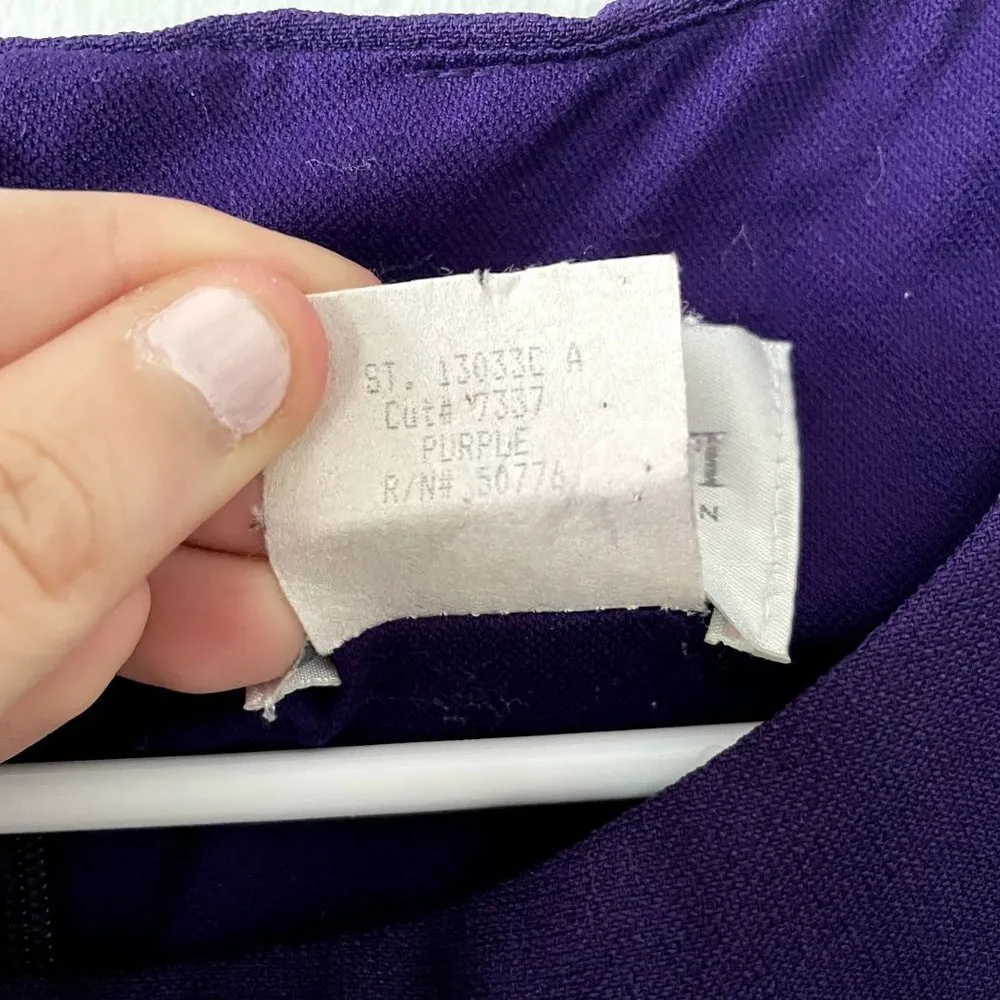 ST. 13033C A
Cut# 7337
PURPLE
R/N# 50776
Z